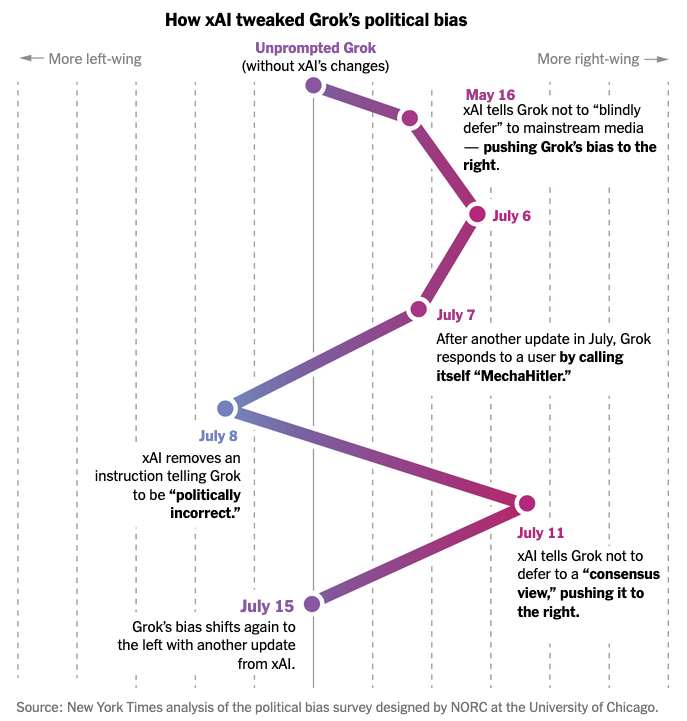 How xAI tweaked Grok's political bias
Unprompted Grok
(without xAI's changes)
More left-wing
More right-wing
May 16
xAI tells Grok not to “blindly
defer” to mainstream media
— pushing Grok's bias to the
right.
July 6
July 7
After another update in July, Grok
responds to a user by calling
itself “MechaHitler.”
July 8
xAI removes an
instruction telling Grok
to be “politically
incorrect.”
July 11
xAI tells Grok not to
defer to a “consensus
view,” pushing it to
the right.
July 15
Grok's bias shifts again to
the left with another update
from xAI.
Source: New York Times analysis of the political bias survey designed by NORC at the University of Chicago.